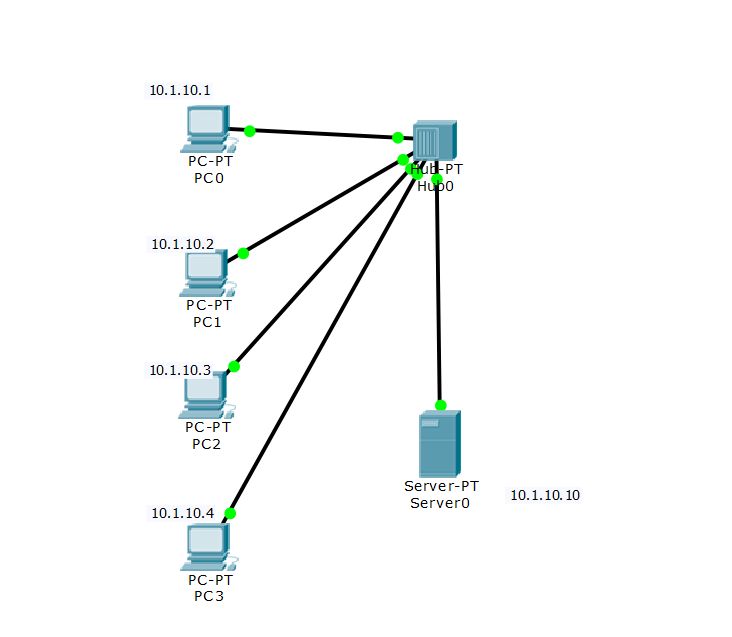 10.1.10.1
PC-PT
PC0
Hub-PT
Hub0
10.1.10.2
PC-PT
PC1
10.1.10.3
PC-PT
PC2
Server-PT
Server0
10.1.10.10
10.1.10.4
PC-PT
PC3